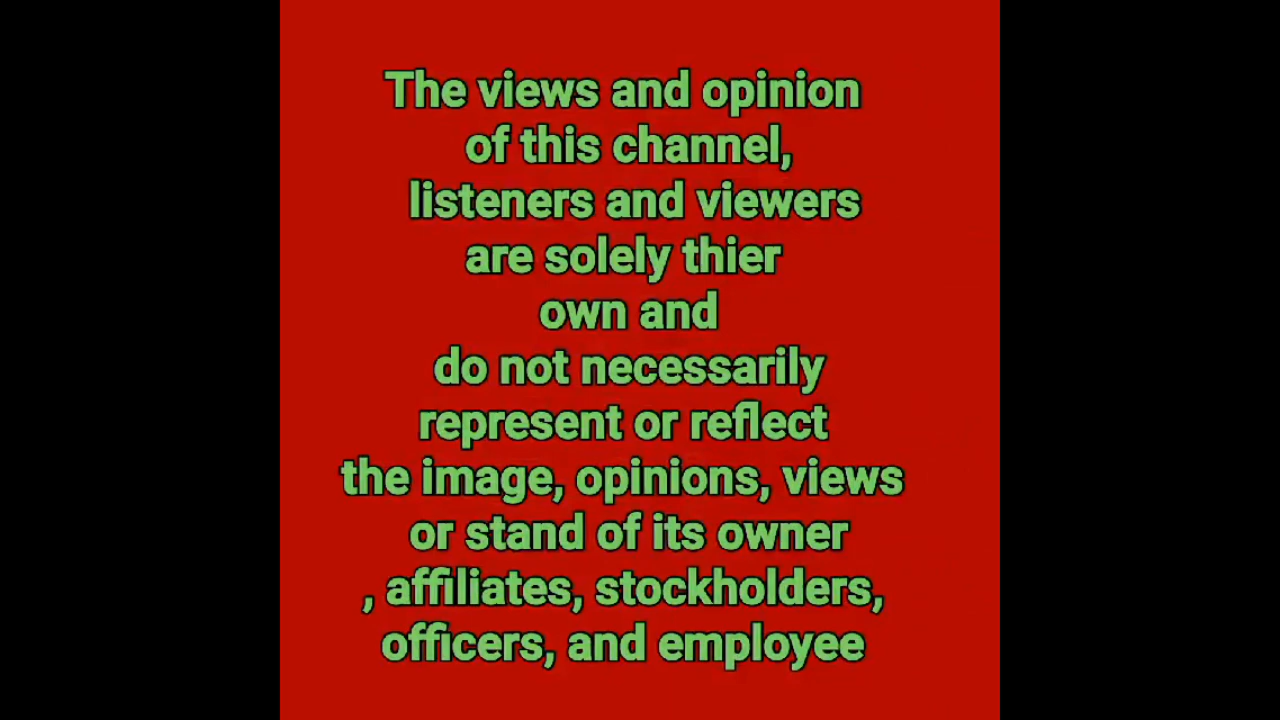 The views and opinion
of this channel,
listeners and viewers
are solely thier
own and
do not necessarily
represent or reflect
the image, opinions, views
or stand of its owner
, affiliates, stockholders,
officers, and employee